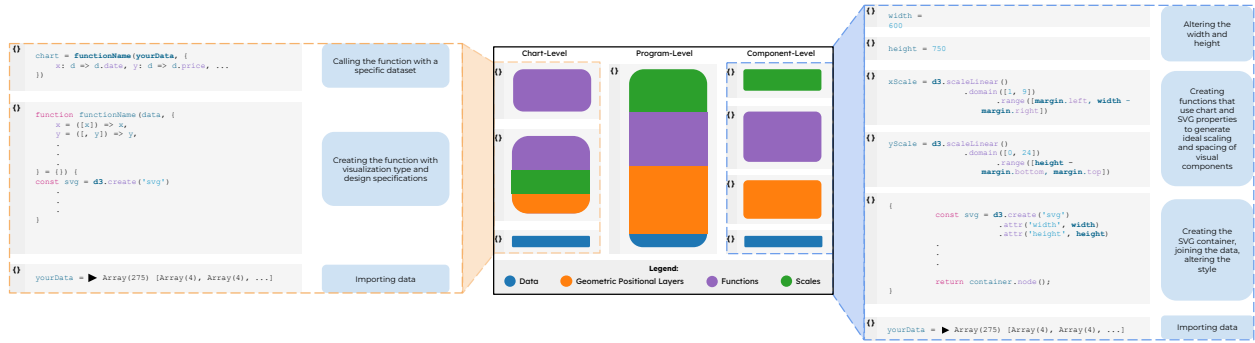 {}
chart = functionName(yourData, {
x: d => d.date, y: d => d.price, ...
})
Calling the function with a
specific dataset
{}
function functionName(data, {
x = ([x]) => x,
y = ([, y]) => y,
.
.
.
} = {}) {
const svg = d3.create('svg')
.
.
.
}
Creating the function with
visualization type and
design specifications
{}
yourData = ▶ Array(275) [Array(4), Array(4), ...]
Importing data
Chart-Level
Program-Level
Component-Level
{}
{}
{}
{}
{}
{}
{}
{}
Legend:
Data
Geometric Positional Layers
Functions
Scales
{}
width =
600
{}
height = 750
Altering the
width and
height
{}
xScale = d3.scaleLinear()
.domain([1, 9])
.range([margin.left, width -
margin.right])
{}
yScale = d3.scaleLinear()
.domain([0, 24])
.range([height -
margin.bottom, margin.top])
Creating
functions that
use chart and
SVG properties
to generate
ideal scaling
and spacing of
visual
components
{}
{
const svg = d3.create('svg')
.attr('width', width)
.attr('height', height)
.
.
.
return container.node();
}
Creating the
SVG container,
joining the data,
altering the
style
{}
yourData = ▶ Array(275) [Array(4), Array(4), ...]
Importing data